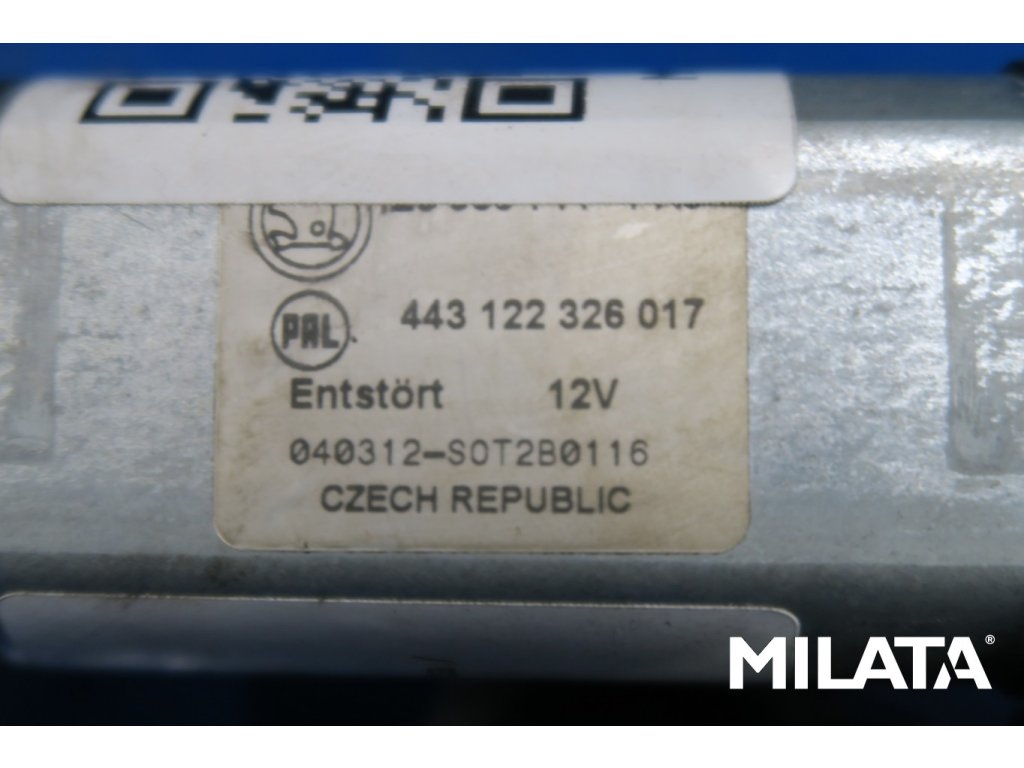 PAL
443 122 326 017
Entstört 12V
040312-S0T2B0116
CZECH REPUBLIC
MILATA®